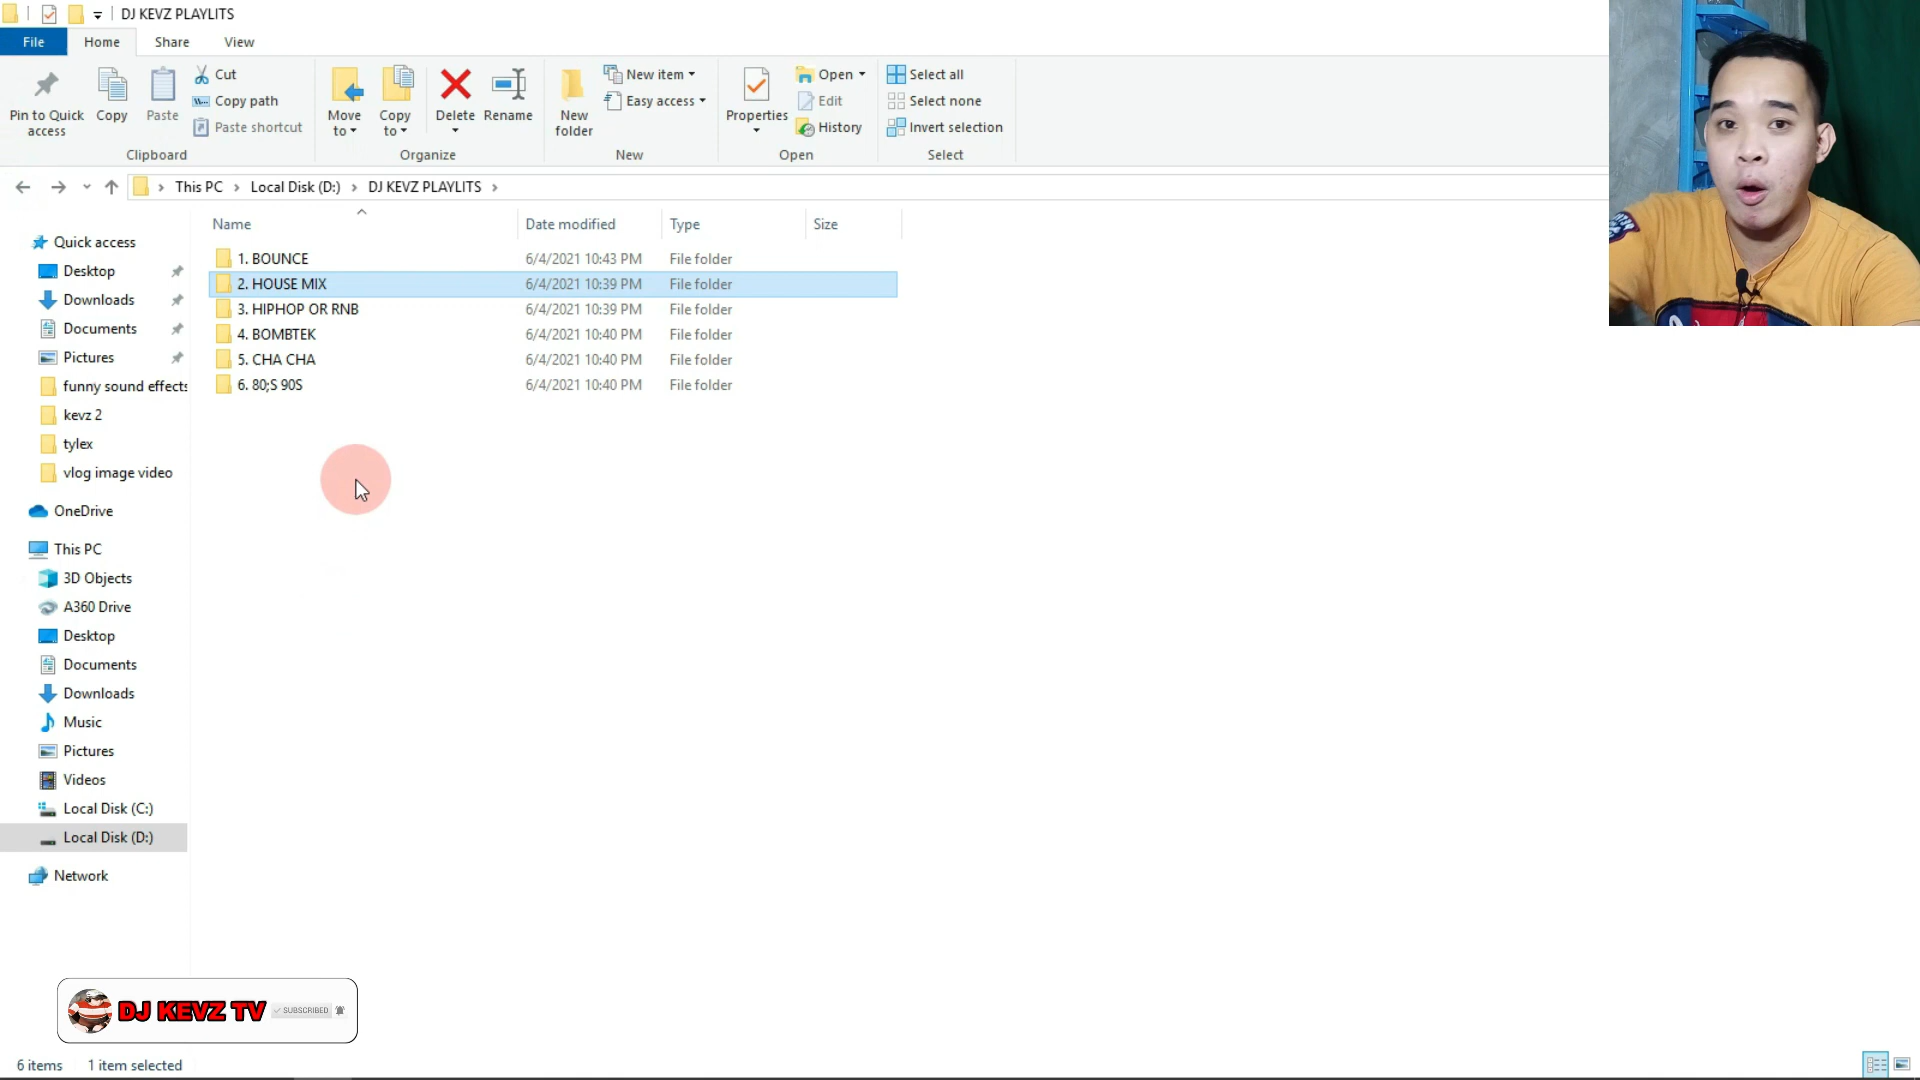 DJ KEVZ PLAYLITS
File Home Share View
Pin to Quick access
Copy
Paste
Cut
Copy path
Paste shortcut
Clipboard
Move to
Copy to
Delete
Rename
Organize
New folder
New item
Easy access
New
Properties
Open
Edit
History
Open
Select all
Select none
Invert selection
Select
This PC Local Disk (D:) DJ KEVZ PLAYLITS
Name Date modified Type Size
1. BOUNCE 6/4/2021 10:43 PM File folder
2. HOUSE MIX 6/4/2021 10:39 PM File folder
3. HIPHOP OR RNB 6/4/2021 10:39 PM File folder
4. BOMBTEK 6/4/2021 10:40 PM File folder
5. CHA CHA 6/4/2021 10:40 PM File folder
6. 80;S 90S 6/4/2021 10:40 PM File folder
Quick access
Desktop
Downloads
Documents
Pictures
funny sound effects
kevz 2
tylex
vlog image video
OneDrive
This PC
3D Objects
A360 Drive
Desktop
Documents
Downloads
Music
Pictures
Videos
Local Disk (C:)
Local Disk (D:)
Network
DJ KEVZ TV SUBSCRIBED
6 items 1 item selected